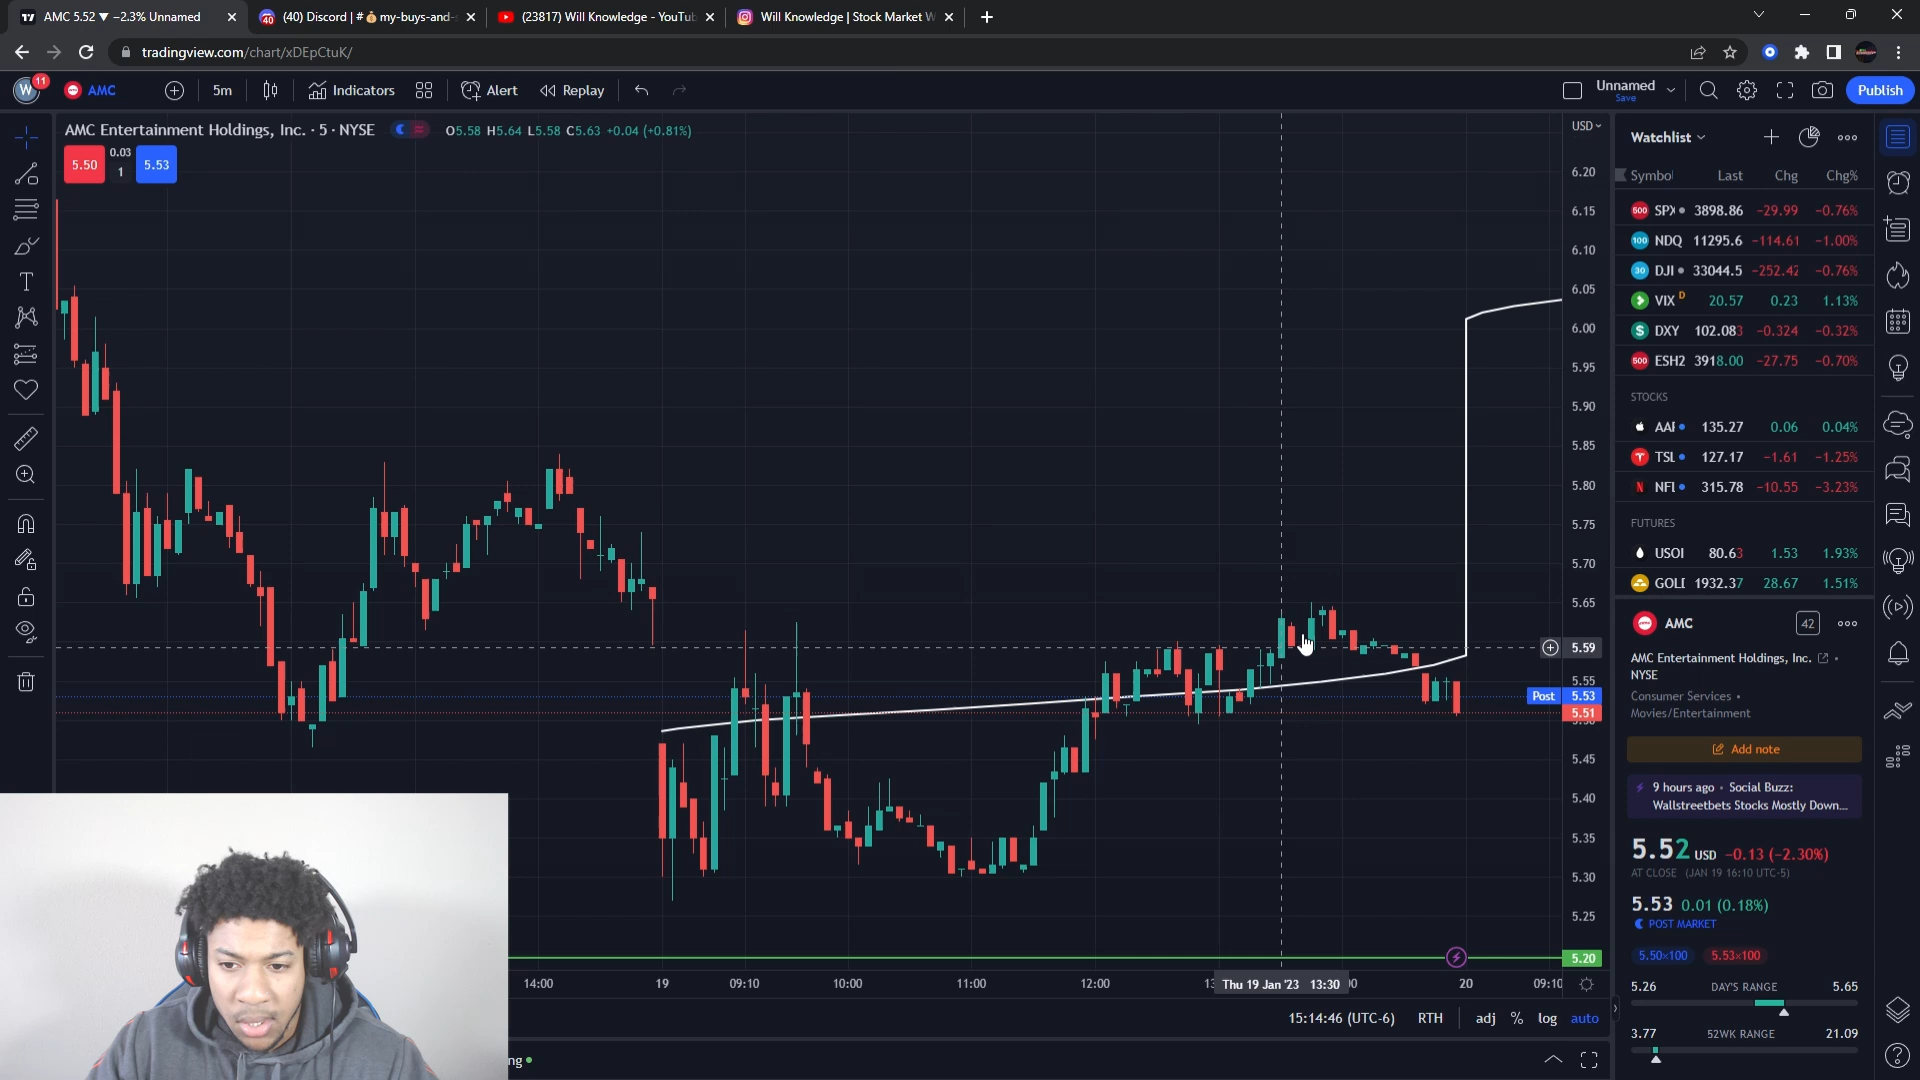 AMC 5.52 ▼ −2.3% Unnamed
(40) Discord | #💰my-buys-and-s
(23817) Will Knowledge - YouTub
Will Knowledge | Stock Market W
tradingview.com/chart/xDEpCtuK/
W 11
AMC
5m
Indicators
Alert
Replay
Unnamed
Save
Publish
AMC Entertainment Holdings, Inc. · 5 · NYSE
O5.58 H5.64 L5.58 C5.63 +0.04 (+0.81%)
5.50
0.03
1
5.53
USD
6.20
6.15
6.10
6.05
6.00
5.95
5.90
5.85
5.80
5.75
5.70
5.65
5.59
5.55
Post 5.53
5.51
5.45
5.40
5.35
5.30
5.25
5.20
14:00
19
09:10
10:00
11:00
12:00
Thu 19 Jan '23 13:30
20
09:10
15:14:46 (UTC-6)
RTH
adj
%
log
auto
Watchlist
Symbol Last Chg Chg%
500 SPX 3898.86 −29.99 −0.76%
100 NDQ 11295.6 −114.61 −1.00%
30 DJI 33044.5 −252.42 −0.76%
VIX D 20.57 0.23 1.13%
DXY 102.083 −0.324 −0.32%
500 ESH2 3918.00 −27.75 −0.70%
STOCKS
AAP 135.27 0.06 0.04%
TSL 127.17 −1.61 −1.25%
NFL 315.78 −10.55 −3.23%
FUTURES
USOI 80.63 1.53 1.93%
GOLD 1932.37 28.67 1.51%
AMC
42
AMC Entertainment Holdings, Inc.
NYSE
Consumer Services •
Movies/Entertainment
Add note
9 hours ago · Social Buzz:
Wallstreetbets Stocks Mostly Down...
5.52 USD −0.13 (−2.30%)
AT CLOSE (JAN 19 16:10 UTC-5)
5.53 0.01 (0.18%)
POST MARKET
5.50×100
5.53×100
5.26 DAY'S RANGE 5.65
3.77 52WK RANGE 21.09